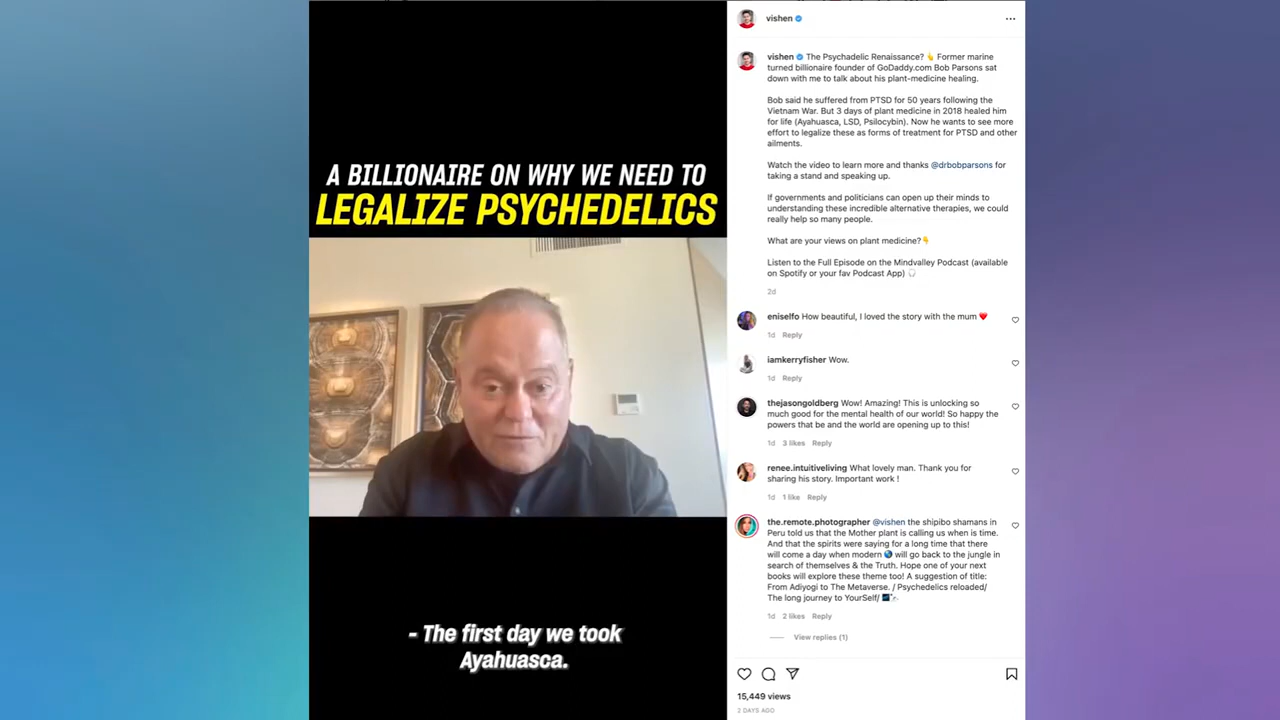 A BILLIONAIRE ON WHY WE NEED TO
LEGALIZE PSYCHEDELICS
- The first day we took
Ayahuasca.
vishen
vishen The Psychadelic Renaissance? 👆 Former marine
turned billionaire founder of GoDaddy.com Bob Parsons sat
down with me to talk about his plant-medicine healing.
Bob said he suffered from PTSD for 50 years following the
Vietnam War. But 3 days of plant medicine in 2018 healed him
for life (Ayahuasca, LSD, Psilocybin). Now he wants to see more
effort to legalize these as forms of treatment for PTSD and other
ailments.
Watch the video to learn more and thanks @drbobparsons for
taking a stand and speaking up.
If governments and politicians can open up their minds to
understanding these incredible alternative therapies, we could
really help so many people.
What are your views on plant medicine?👇
Listen to the Full Episode on the Mindvalley Podcast (available
on Spotify or your fav Podcast App) 🎧
2d
eniselfo How beautiful, I loved the story with the mum ❤️
1d Reply
iamkerryfisher Wow.
1d Reply
thejasongoldberg Wow! Amazing! This is unlocking so
much good for the mental health of our world! So happy the
powers that be and the world are opening up to this!
1d 3 likes Reply
renee.intuitiveliving What lovely man. Thank you for
sharing his story. Important work !
1d 1 like Reply
the.remote.photographer @vishen the shipibo shamans in
Peru told us that the Mother plant is calling us when is time.
And that the spirits were saying for a long time that there
will come a day when modern 🌎 will go back to the jungle in
search of themselves & the Truth. Hope one of your next
books will explore these theme too! A suggestion of title:
From Adiyogi to The Metaverse. / Psychedelics reloaded/
The long journey to YourSelf/
1d 2 likes Reply
View replies (1)
15,449 views
2 DAYS AGO